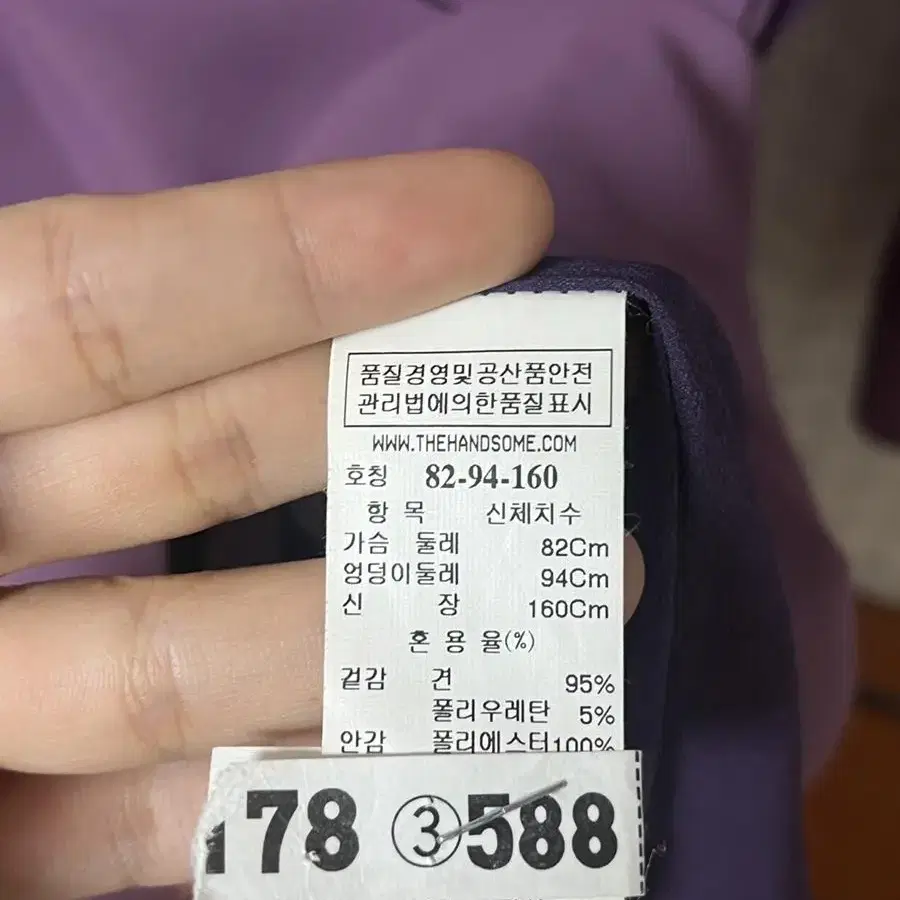 품질경영및공산품안전
관리법에의한품질표시
WWW.THEHANDSOME.COM
호칭 82-94-160
항 목 신체치수
가슴 둘레 82Cm
엉덩이둘레 94Cm
신 장 160Cm
혼 용 율(%)
겉감 견 95%
폴리우레탄 5%
안감 폴리에스터100%
178 ③588